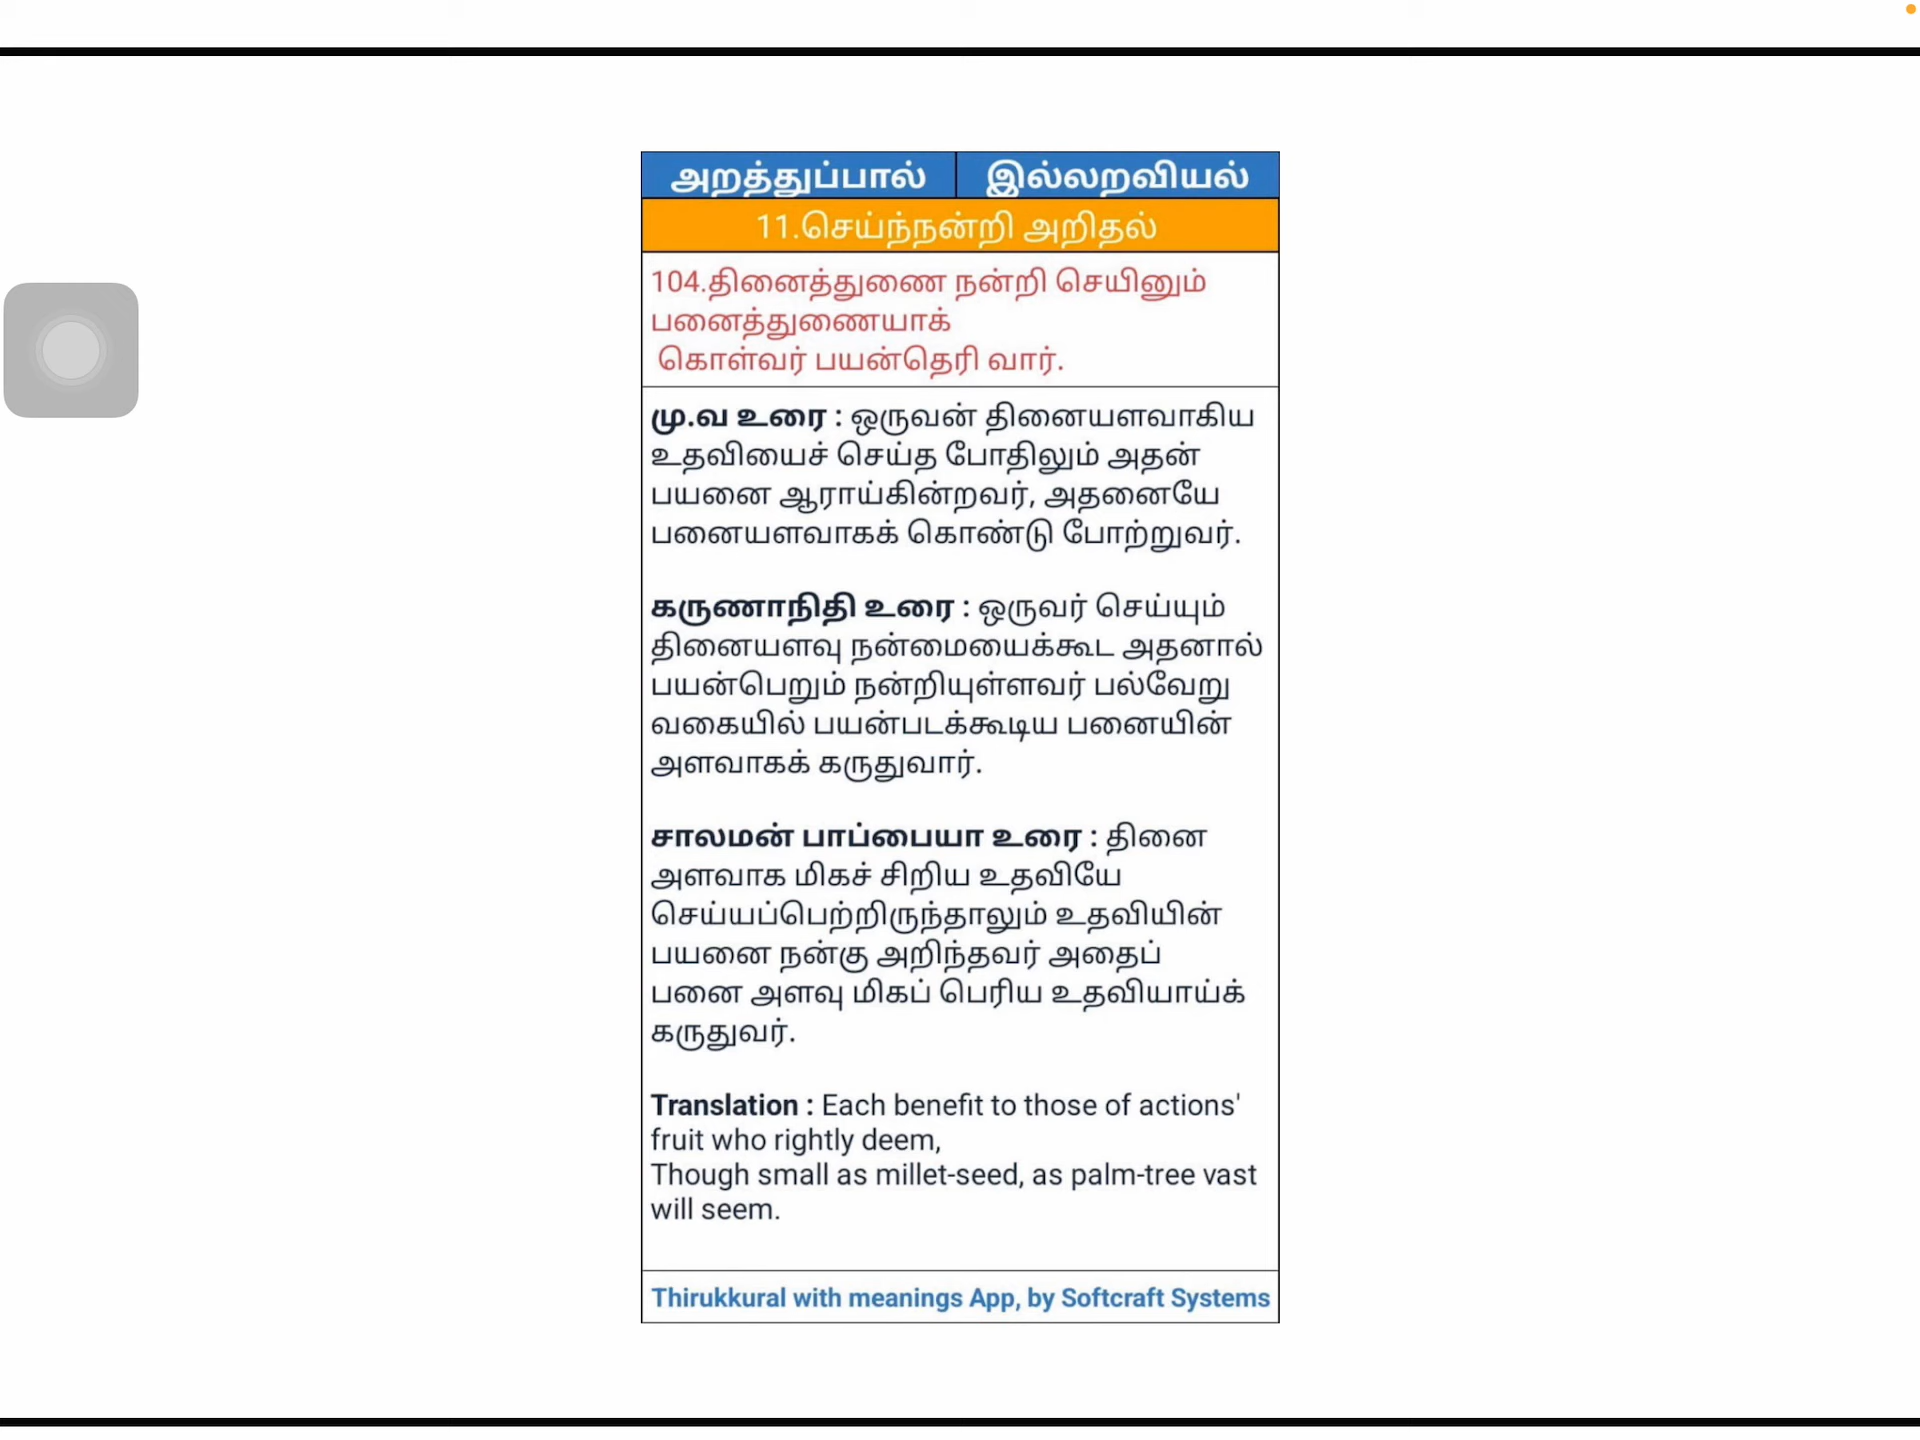 அறத்துப்பால் இல்லறவியல்
11.செய்ந்நன்றி அறிதல்
104.தினைத்துணை நன்றி செயினும்
பனைத்துணையாக்
கொள்வர் பயன்தெரி வார்.
மு.வ உரை : ஒருவன் தினையளவாகிய
உதவியைச் செய்த போதிலும் அதன்
பயனை ஆராய்கின்றவர், அதனையே
பனையளவாகக் கொண்டு போற்றுவர்.
கருணாநிதி உரை : ஒருவர் செய்யும்
தினையளவு நன்மையைக்கூட அதனால்
பயன்பெறும் நன்றியுள்ளவர் பல்வேறு
வகையில் பயன்படக்கூடிய பனையின்
அளவாகக் கருதுவார்.
சாலமன் பாப்பையா உரை : தினை
அளவாக மிகச் சிறிய உதவியே
செய்யப்பெற்றிருந்தாலும் உதவியின்
பயனை நன்கு அறிந்தவர் அதைப்
பனை அளவு மிகப் பெரிய உதவியாய்க்
கருதுவர்.
Translation : Each benefit to those of actions'
fruit who rightly deem,
Though small as millet-seed, as palm-tree vast
will seem.
Thirukkural with meanings App, by Softcraft Systems